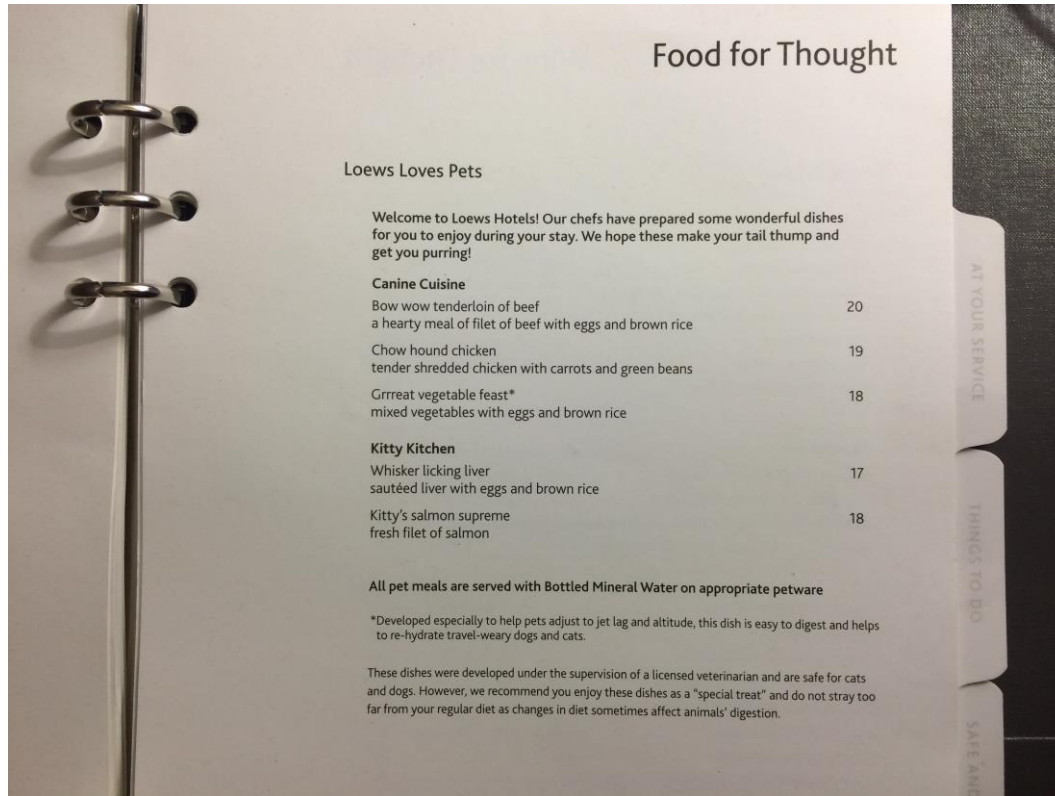 Food for Thought
Loews Loves Pets
Welcome to Loews Hotels! Our chefs have prepared some wonderful dishes
for you to enjoy during your stay. We hope these make your tail thump and
get you purring!
Canine Cuisine
Bow wow tenderloin of beef 20
a hearty meal of filet of beef with eggs and brown rice
Chow hound chicken 19
tender shredded chicken with carrots and green beans
Grrreat vegetable feast* 18
mixed vegetables with eggs and brown rice
Kitty Kitchen
Whisker licking liver 17
sautéed liver with eggs and brown rice
Kitty's salmon supreme 18
fresh filet of salmon
All pet meals are served with Bottled Mineral Water on appropriate petware
*Developed especially to help pets adjust to jet lag and altitude, this dish is easy to digest and helps
to re-hydrate travel-weary dogs and cats.
These dishes were developed under the supervision of a licensed veterinarian and are safe for cats
and dogs. However, we recommend you enjoy these dishes as a "special treat" and do not stray too
far from your regular diet as changes in diet sometimes affect animals' digestion.
AT YOUR SERVICE
THINGS TO DO
SAFE AND